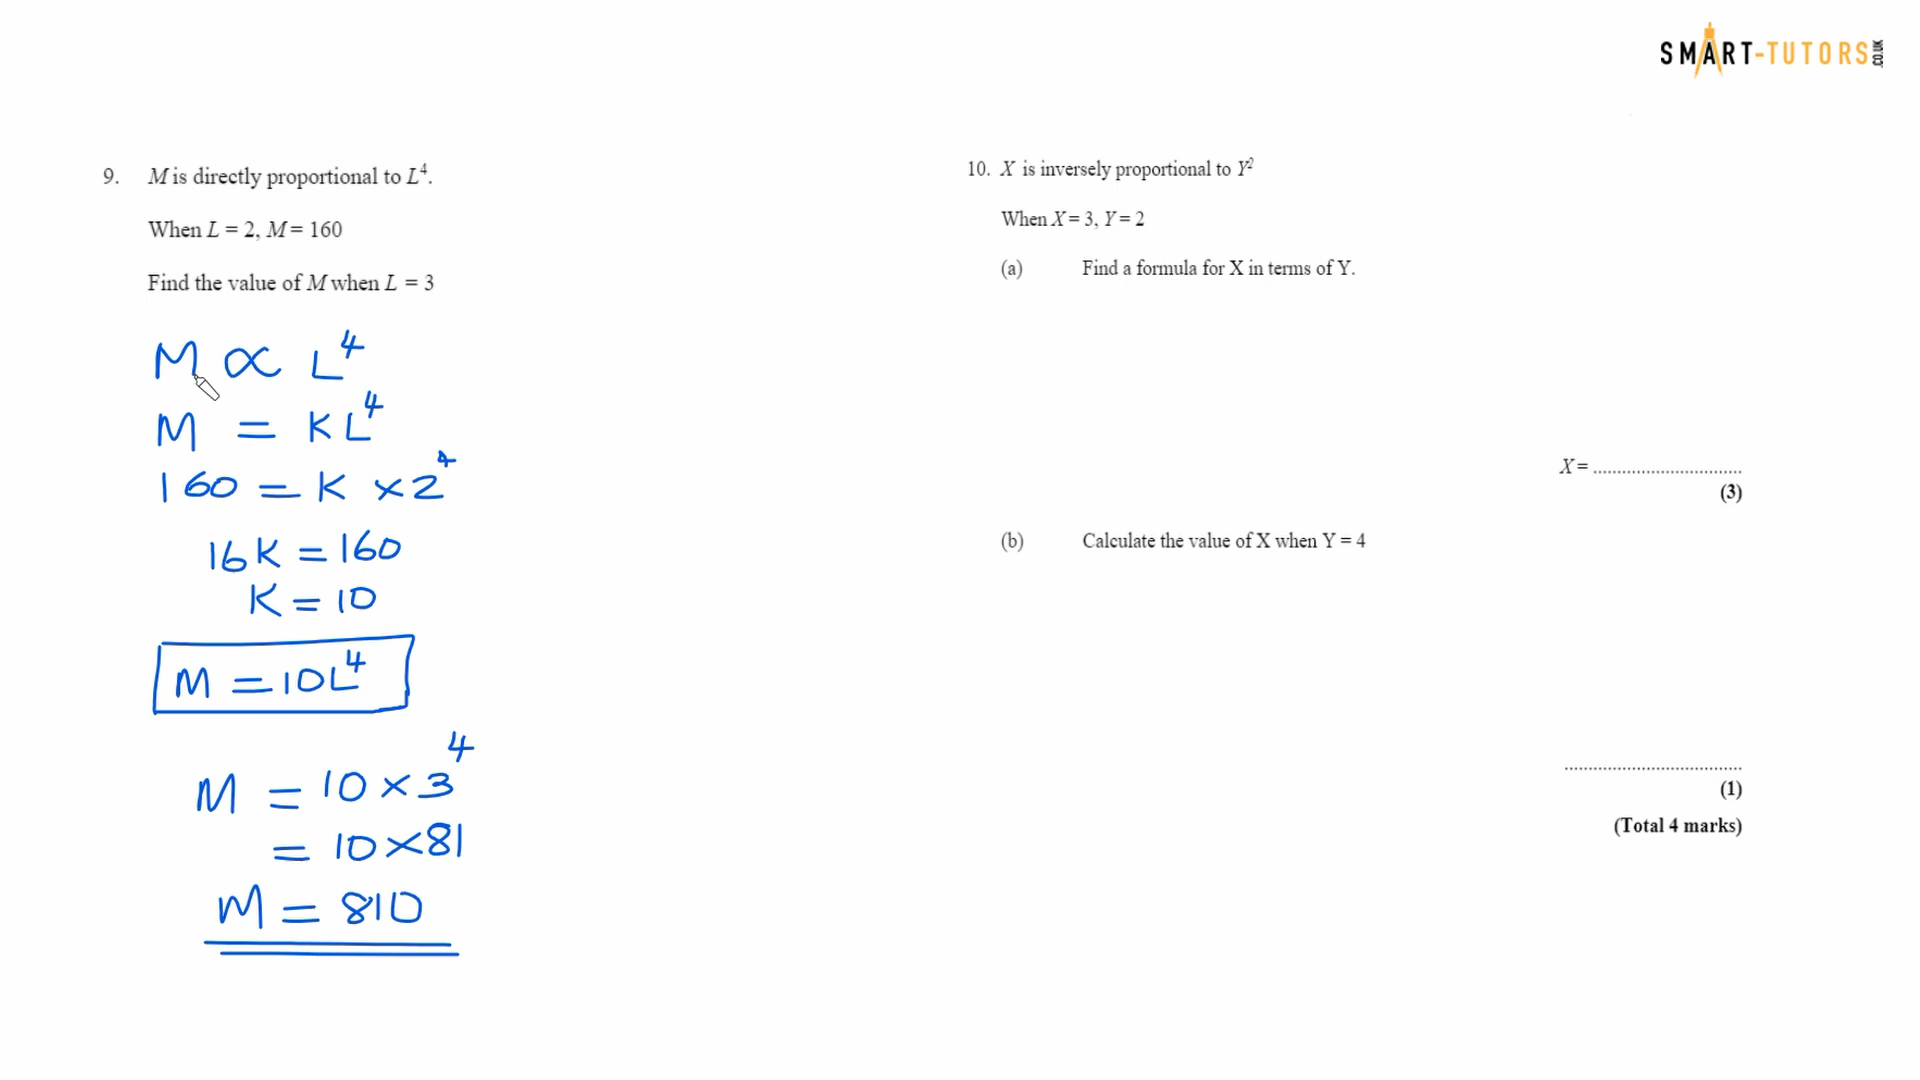 SMART-TUTORS.CO.UK
9. M is directly proportional to L⁴.
When L = 2, M = 160
Find the value of M when L = 3
M ∝ L⁴
M = KL⁴
160 = K × 2⁴
16K = 160
K = 10
M = 10L⁴
M = 10 × 3⁴
= 10 × 81
M = 810
10. X is inversely proportional to Y²
When X = 3, Y = 2
(a) Find a formula for X in terms of Y.
X = ...............................
(3)
(b) Calculate the value of X when Y = 4
.....................................
(1)
(Total 4 marks)